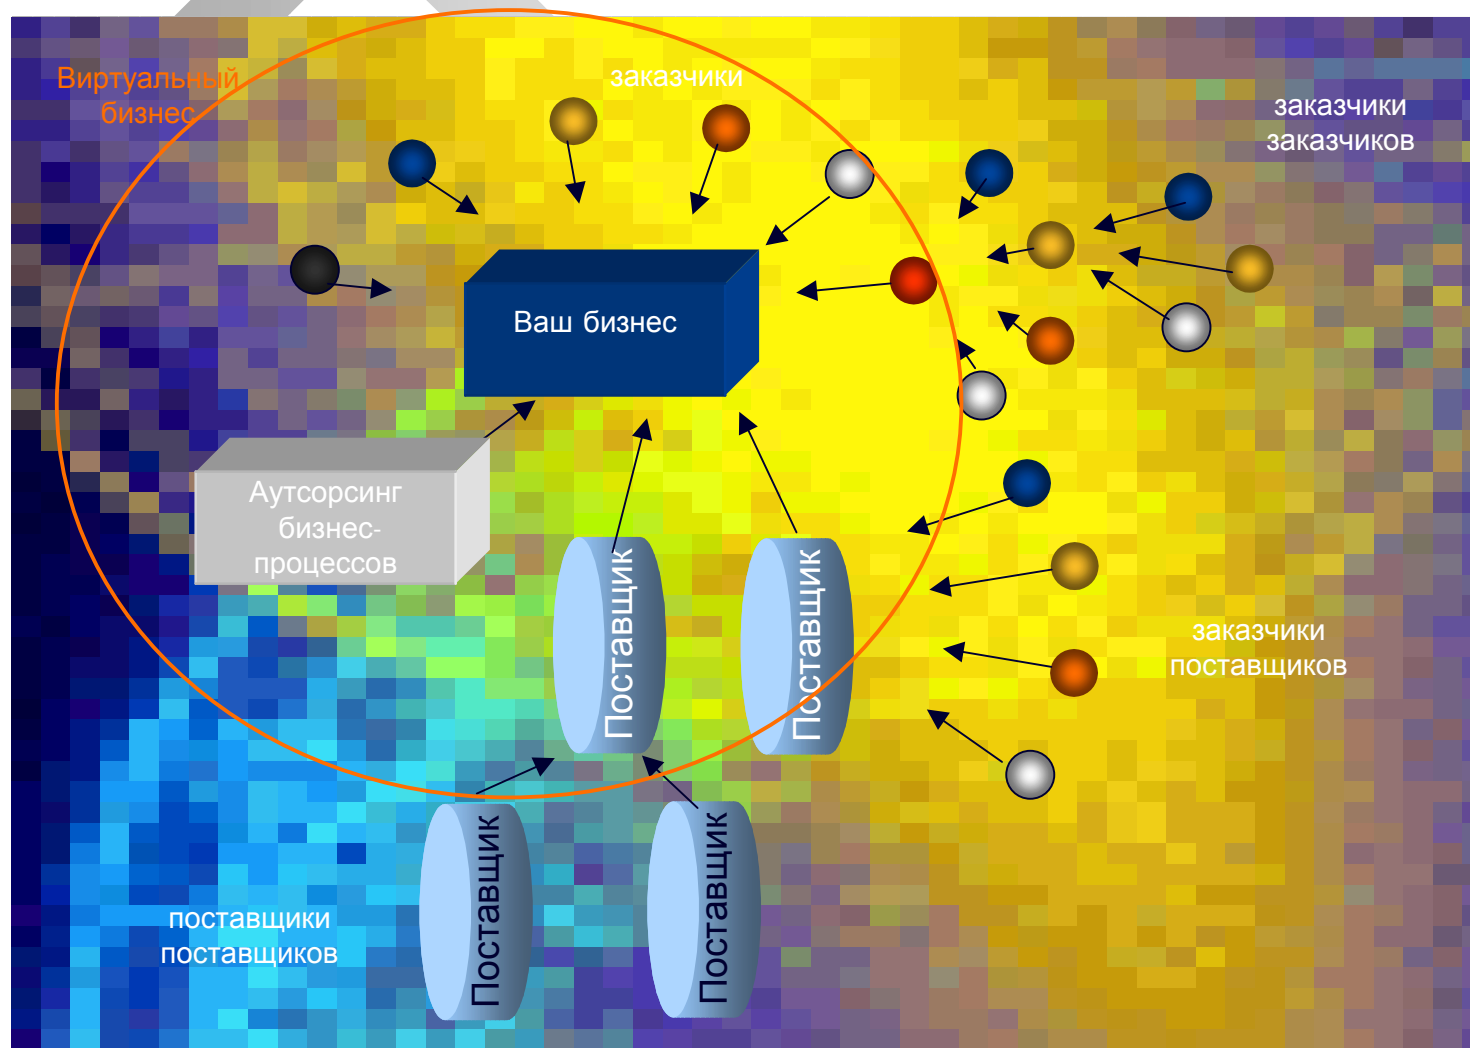 Виртуальный
бизнес
заказчики
заказчики
заказчиков
Ваш бизнес
Аутсорсинг
бизнес-
процессов
Поставщик
Поставщик
заказчики
поставщиков
Поставщик
Поставщик
поставщики
поставщиков